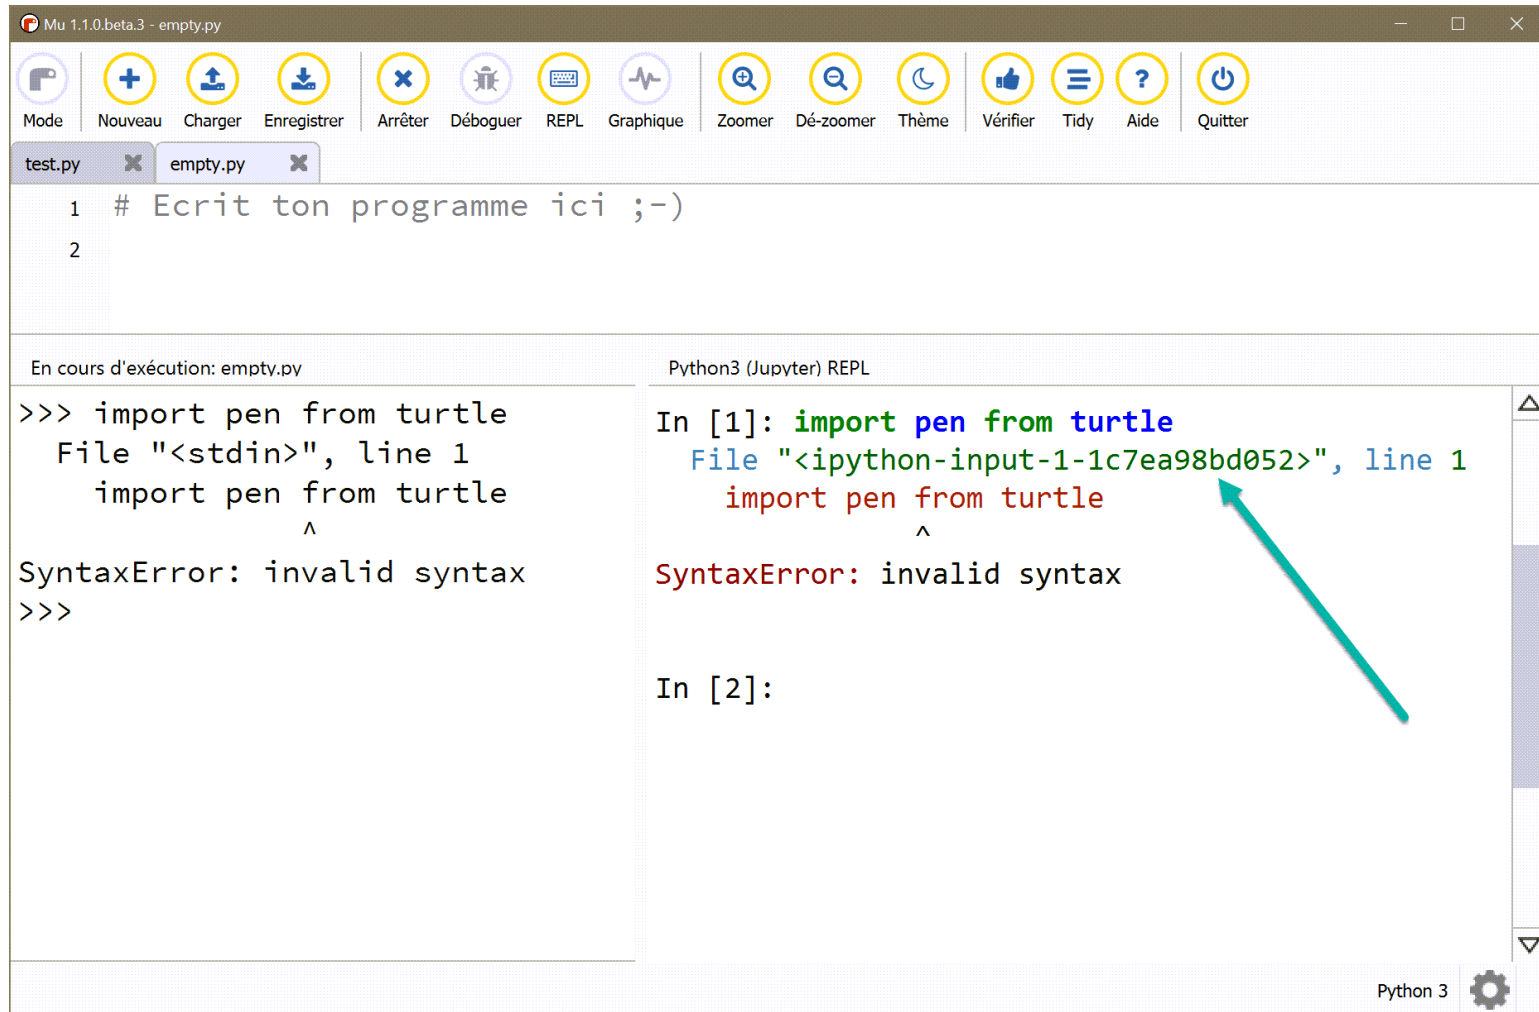 Mu 1.1.0.beta.3 - empty.py
Mode Nouveau Charger Enregistrer Arrêter Déboguer REPL Graphique Zoomer Dé-zoomer Thème Vérifier Tidy Aide Quitter
test.py empty.py
1 # Ecrit ton programme ici ;-)
2
En cours d'exécution: empty.py
>>> import pen from turtle
  File "<stdin>", line 1
    import pen from turtle
               ^
SyntaxError: invalid syntax
>>>
Python3 (Jupyter) REPL
In [1]: import pen from turtle
  File "<ipython-input-1-1c7ea98bd052>", line 1
    import pen from turtle
               ^
SyntaxError: invalid syntax
In [2]:
Python 3